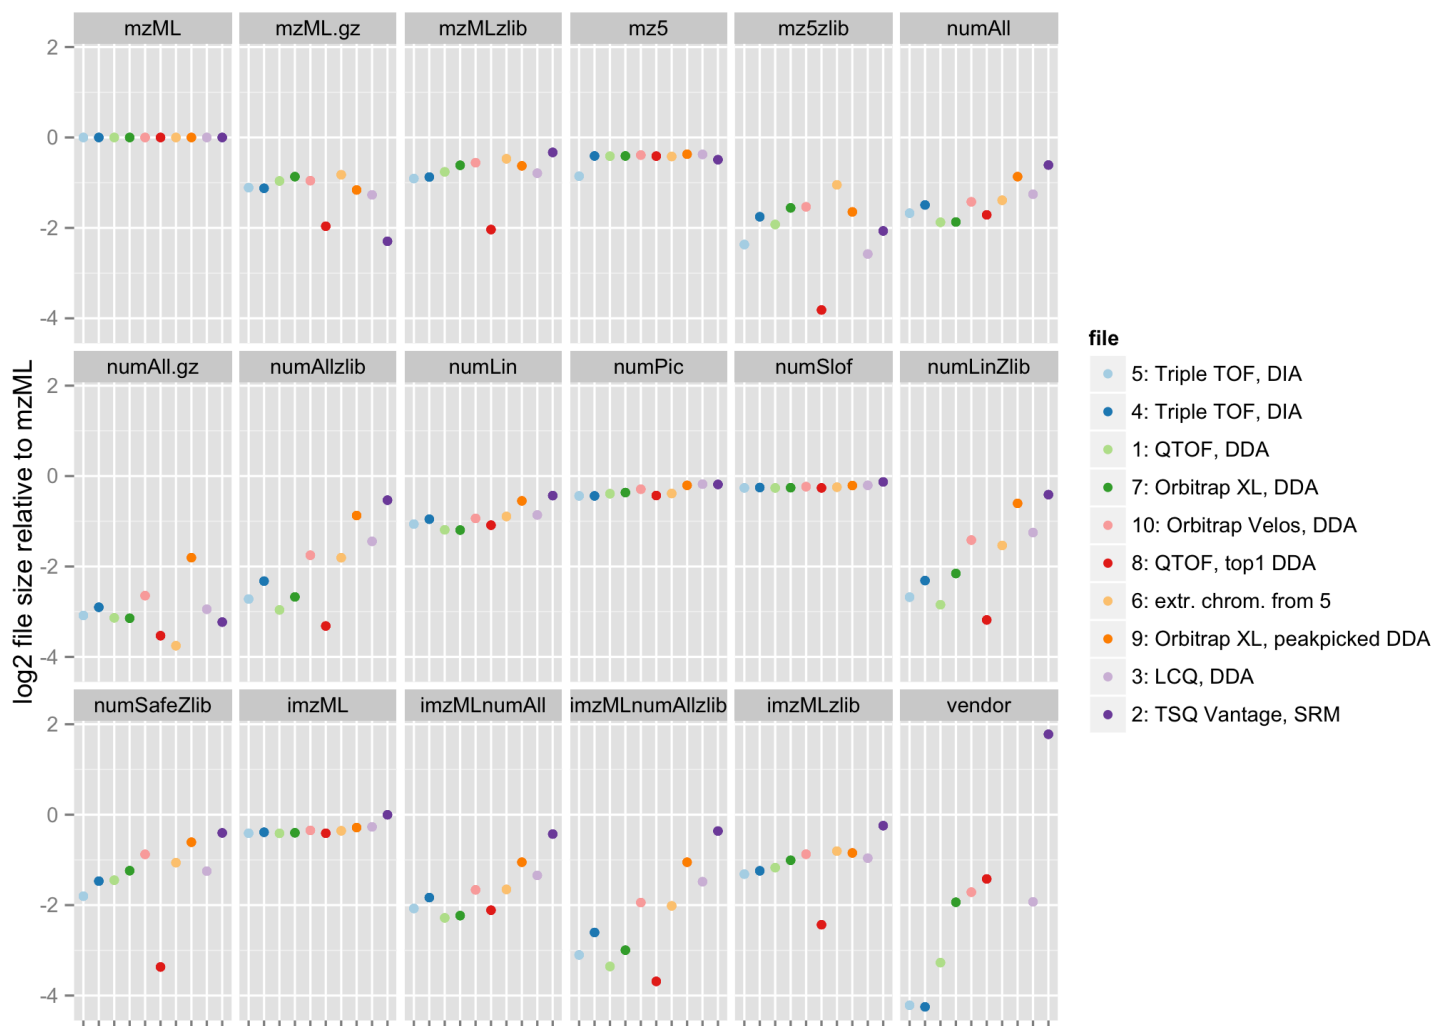 mzML mzML.gz mzMLzlib mz5 mz5zlib numAll
2
0
-2
-4
numAll.gz numAllzlib numLin numPic numSlof numLinZlib
2
0
-2
-4
numSafeZlib imzML imzMLnumAll imzMLnumAllzlib imzMLzlib vendor
2
0
-2
-4
log2 file size relative to mzML
file
5: Triple TOF, DIA
4: Triple TOF, DIA
1: QTOF, DDA
7: Orbitrap XL, DDA
10: Orbitrap Velos, DDA
8: QTOF, top1 DDA
6: extr. chrom. from 5
9: Orbitrap XL, peakpicked DDA
3: LCQ, DDA
2: TSQ Vantage, SRM